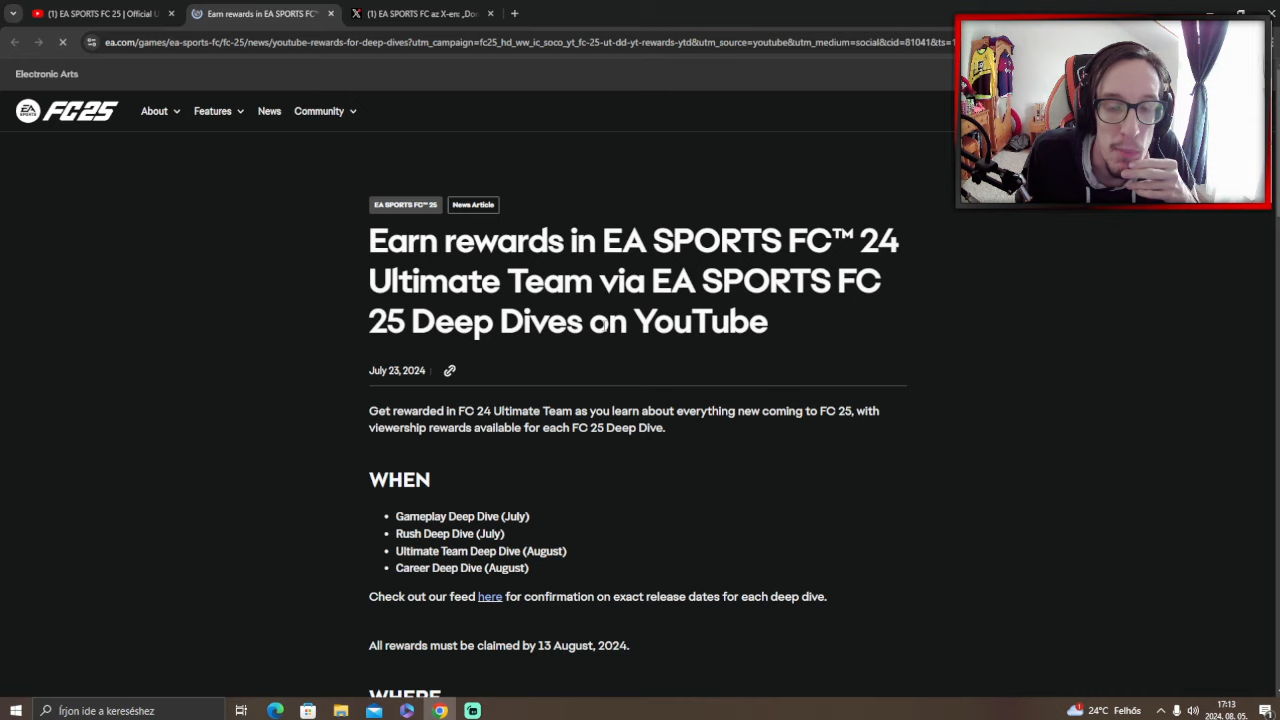 (1) EA SPORTS FC 25 | Official U
Earn rewards in EA SPORTS FC™
(1) EA SPORTS FC az X-en: „Do
ea.com/games/ea-sports-fc/fc-25/news/youtube-rewards-for-deep-dives?utm_campaign=fc25_hd_ww_ic_soco_yt_fc-25-ut-dd-yt-rewards-ytd&utm_source=youtube&utm_medium=social&cid=81041&ts=1
Electronic Arts
EA SPORTS FC25
About
Features
News
Community
EA SPORTS FC™ 25
News Article
Earn rewards in EA SPORTS FC™ 24
Ultimate Team via EA SPORTS FC
25 Deep Dives on YouTube
July 23, 2024
Get rewarded in FC 24 Ultimate Team as you learn about everything new coming to FC 25, with
viewership rewards available for each FC 25 Deep Dive.
WHEN
• Gameplay Deep Dive (July)
• Rush Deep Dive (July)
• Ultimate Team Deep Dive (August)
• Career Deep Dive (August)
Check out our feed here for confirmation on exact release dates for each deep dive.
All rewards must be claimed by 13 August, 2024.
WHERE
Írjon ide a kereséshez
24°C Felhős
17:13
2024. 08. 05.